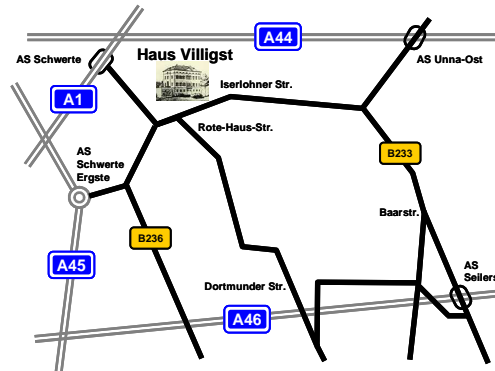 A44
AS Schwerte
Haus Villigst
AS Unna-Ost
A1
Iserlohner Str.
Rote-Haus-Str.
AS
Schwerte
Ergste
B233
Baarstr.
B236
A45
AS
Seilers
Dortmunder Str.
A46